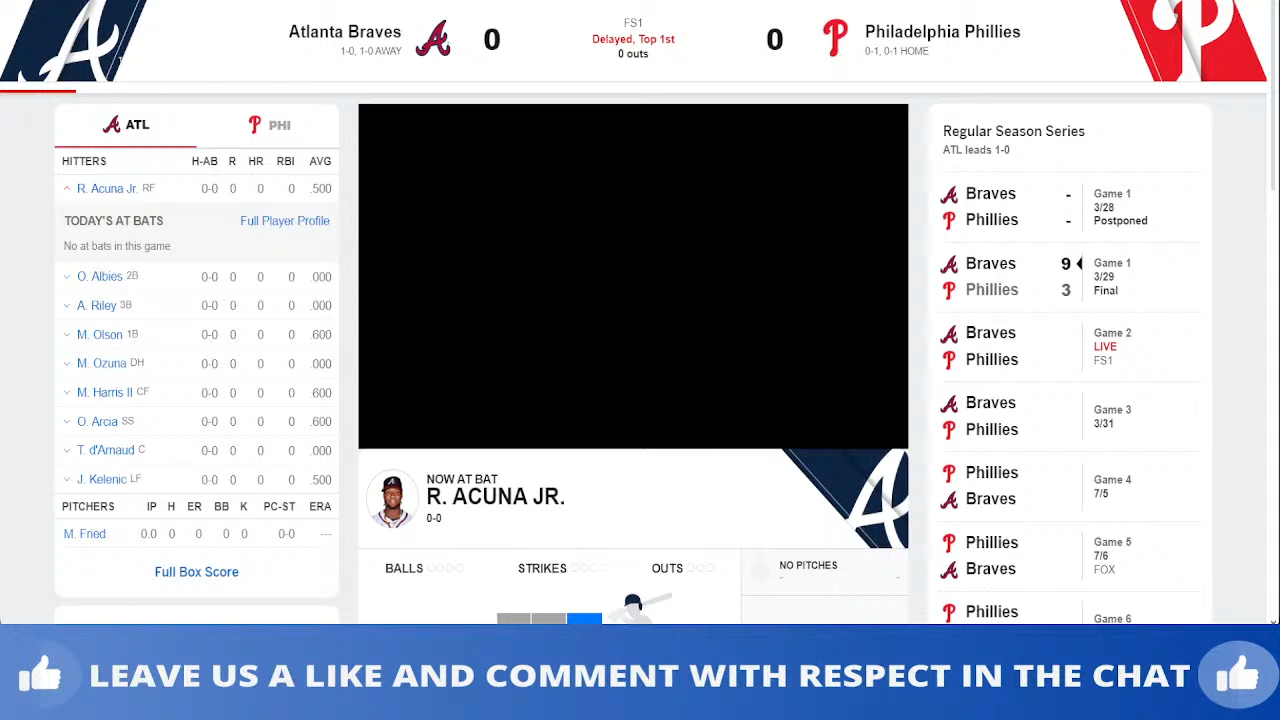 Atlanta Braves
1-0, 1-0 AWAY
0
FS1
Delayed, Top 1st
0 outs
0
Philadelphia Phillies
0-1, 0-1 HOME
ATL
PHI
HITTERS H-AB R HR RBI AVG
R. Acuna Jr. RF 0-0 0 0 0 .500
TODAY'S AT BATS Full Player Profile
No at bats in this game
O. Albies 2B 0-0 0 0 0 .000
A. Riley 3B 0-0 0 0 0 .000
M. Olson 1B 0-0 0 0 0 .600
M. Ozuna DH 0-0 0 0 0 .000
M. Harris II CF 0-0 0 0 0 .600
O. Arcia SS 0-0 0 0 0 .600
T. d'Arnaud C 0-0 0 0 0 .000
J. Kelenic LF 0-0 0 0 0 .500
PITCHERS IP H ER BB K PC-ST ERA
M. Fried 0.0 0 0 0 0 0-0 ---
Full Box Score
NOW AT BAT
R. ACUNA JR.
0-0
BALLS STRIKES OUTS
NO PITCHES
- -
Regular Season Series
ATL leads 1-0
Braves - Game 1
3/28
Phillies - Postponed
Braves 9 Game 1
3/29
Phillies 3 Final
Braves Game 2
LIVE
Phillies FS1
Braves Game 3
3/31
Phillies
Phillies Game 4
7/5
Braves
Phillies Game 5
7/6
Braves FOX
Phillies Game 6
LEAVE US A LIKE AND COMMENT WITH RESPECT IN THE CHAT